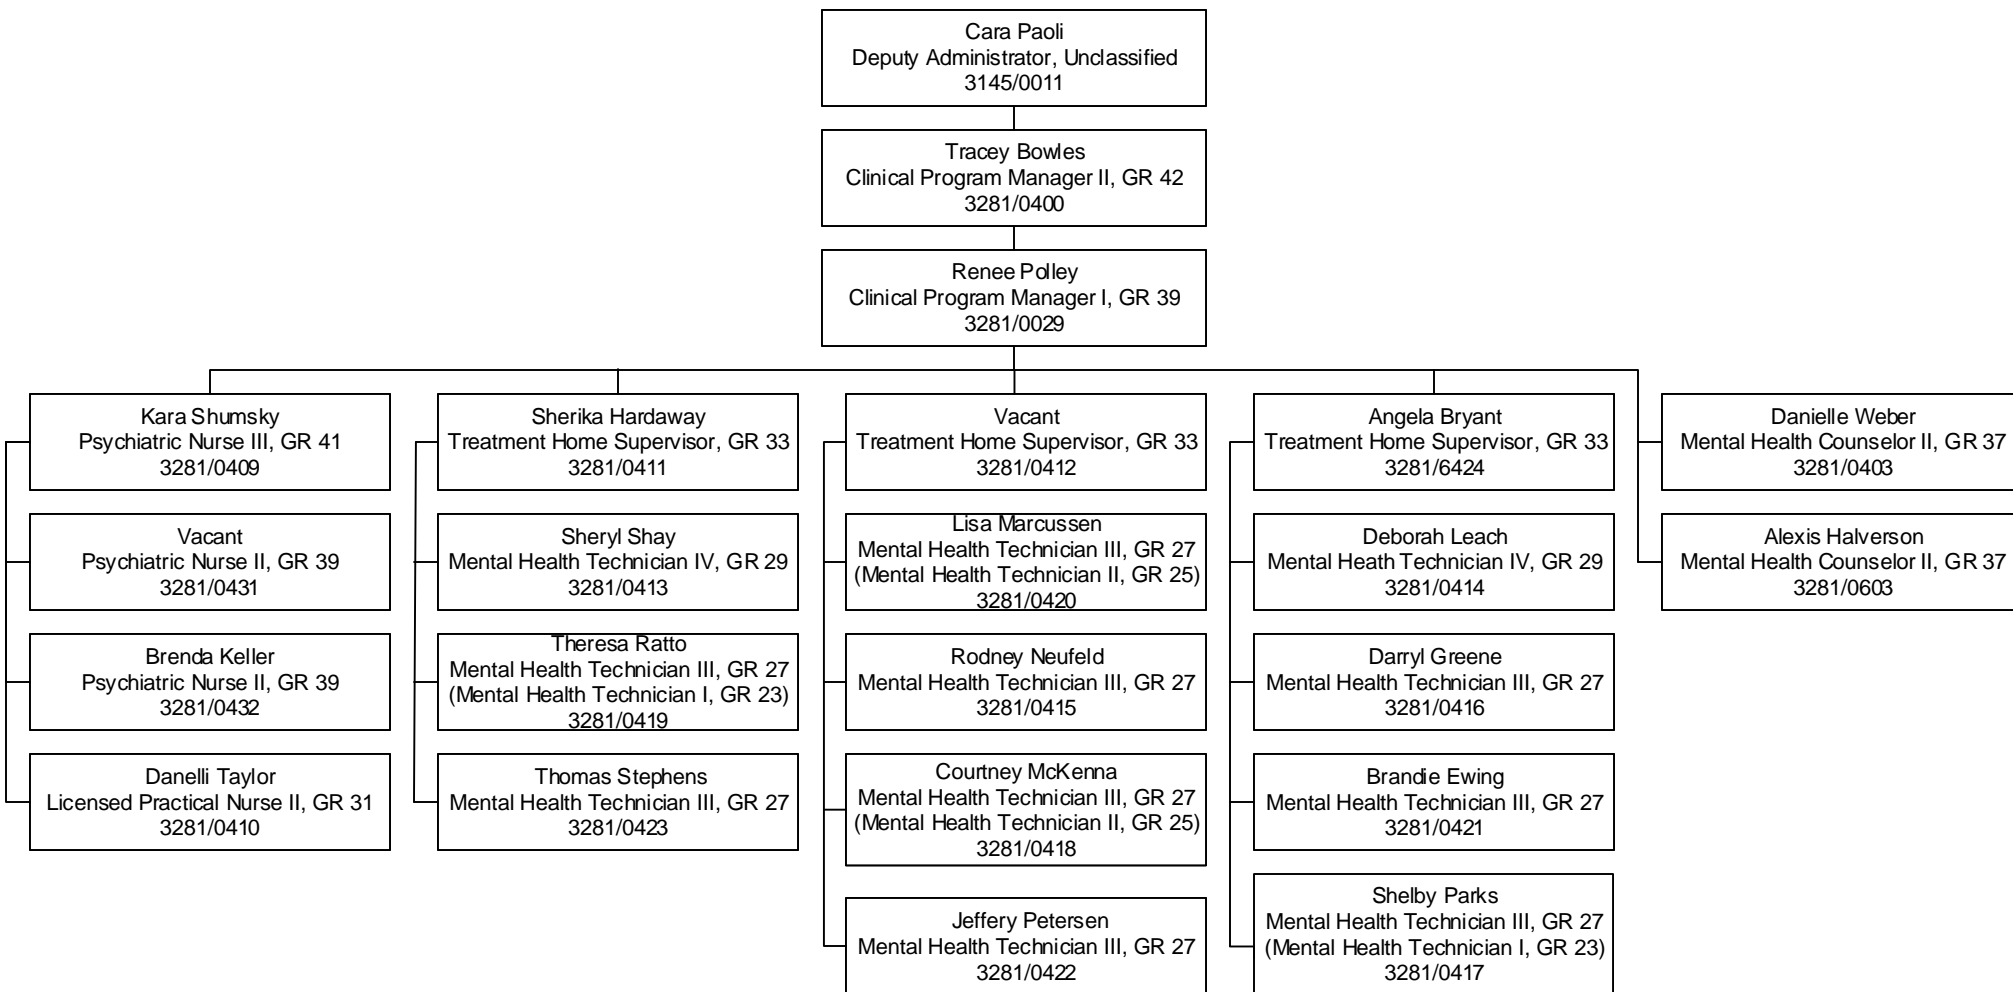 Cara Paoli
Deputy Administrator, Unclassified
3145/0011
Tracey Bowles
Clinical Program Manager II, GR 42
3281/0400
Renee Polley
Clinical Program Manager I, GR 39
3281/0029
Kara Shumsky
Psychiatric Nurse III, GR 41
3281/0409
Vacant
Psychiatric Nurse II, GR 39
3281/0431
Brenda Keller
Psychiatric Nurse II, GR 39
3281/0432
Danelli Taylor
Licensed Practical Nurse II, GR 31
3281/0410
Sherika Hardaway
Treatment Home Supervisor, GR 33
3281/0411
Sheryl Shay
Mental Health Technician IV, GR 29
3281/0413
Theresa Ratto
Mental Health Technician III, GR 27
(Mental Health Technician I, GR 23)
3281/0419
Thomas Stephens
Mental Health Technician III, GR 27
3281/0423
Vacant
Treatment Home Supervisor, GR 33
3281/0412
Lisa Marcussen
Mental Health Technician III, GR 27
(Mental Health Technician II, GR 25)
3281/0420
Rodney Neufeld
Mental Health Technician III, GR 27
3281/0415
Courtney McKenna
Mental Health Technician III, GR 27
(Mental Health Technician II, GR 25)
3281/0418
Jeffery Petersen
Mental Health Technician III, GR 27
3281/0422
Angela Bryant
Treatment Home Supervisor, GR 33
3281/6424
Deborah Leach
Mental Heath Technician IV, GR 29
3281/0414
Darryl Greene
Mental Health Technician III, GR 27
3281/0416
Brandie Ewing
Mental Health Technician III, GR 27
3281/0421
Shelby Parks
Mental Health Technician III, GR 27
(Mental Health Technician I, GR 23)
3281/0417
Danielle Weber
Mental Health Counselor II, GR 37
3281/0403
Alexis Halverson
Mental Health Counselor II, GR 37
3281/0603